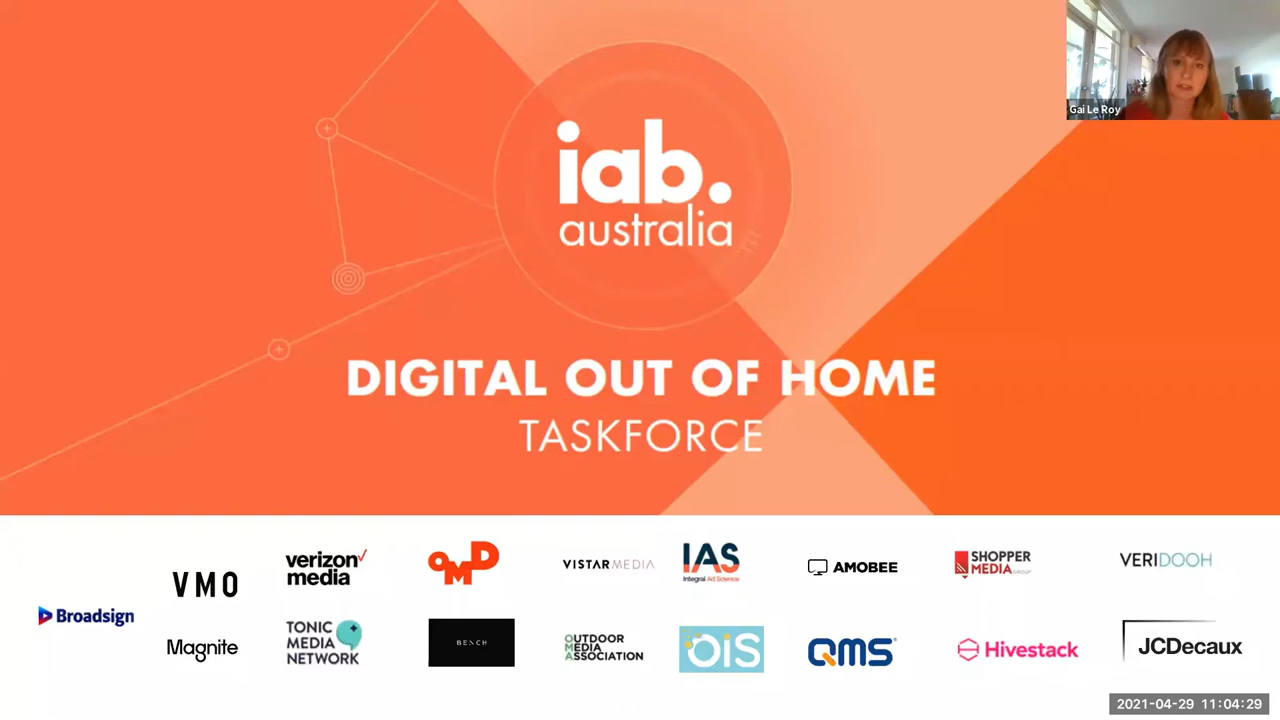 Gai Le Roy
iab.
australia
DIGITAL OUT OF HOME
TASKFORCE
Broadsign
VMO
verizon
media
OMD
VISTARMEDIA
IAS
Integral Ad Science
AMOBEE
SHOPPER
MEDIA GROUP
VERIDOOH
Magnite
TONIC
MEDIA
NETWORK
BENCH
OUTDOOR
MEDIA
ASSOCIATION
OiS
QMS
Hivestack
JCDecaux
2021-04-29 11:04:29